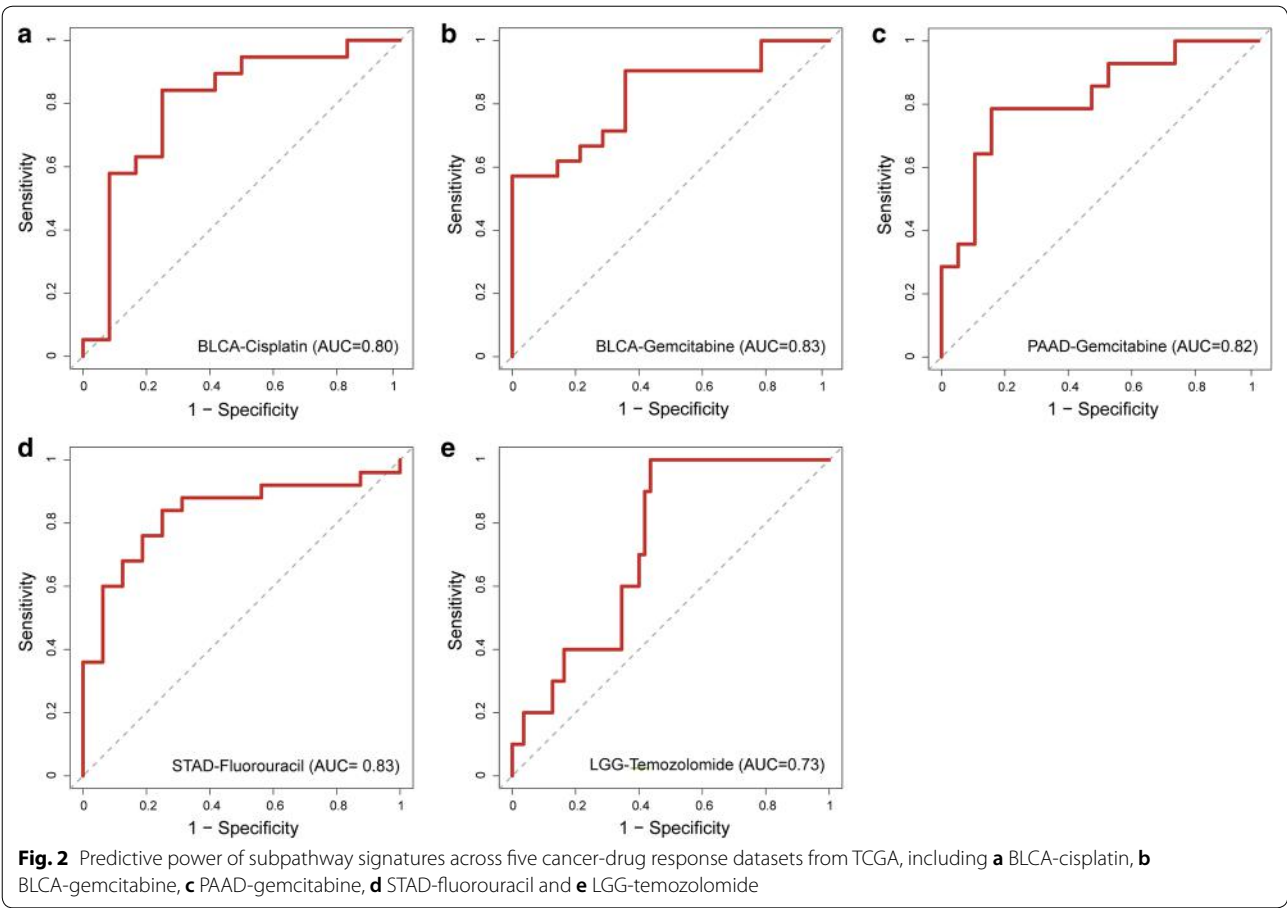 a
1
0.8
0.6
0.4
0.2
0
Sensitivity
BLCA-Cisplatin (AUC=0.80)
0 0.2 0.4 0.6 0.8 1
1 − Specificity
b
1
0.8
0.6
0.4
0.2
0
Sensitivity
BLCA-Gemcitabine (AUC=0.83)
0 0.2 0.4 0.6 0.8 1
1 − Specificity
c
1
0.8
0.6
0.4
0.2
0
Sensitivity
PAAD-Gemcitabine (AUC=0.82)
0 0.2 0.4 0.6 0.8 1
1 − Specificity
d
1
0.8
0.6
0.4
0.2
0
Sensitivity
STAD-Fluorouracil (AUC= 0.83)
0 0.2 0.4 0.6 0.8 1
1 − Specificity
e
1
0.8
0.6
0.4
0.2
0
Sensitivity
LGG-Temozolomide (AUC=0.73)
0 0.2 0.4 0.6 0.8 1
1 − Specificity
Fig. 2 Predictive power of subpathway signatures across five cancer-drug response datasets from TCGA, including a BLCA-cisplatin, b
BLCA-gemcitabine, c PAAD-gemcitabine, d STAD-fluorouracil and e LGG-temozolomide